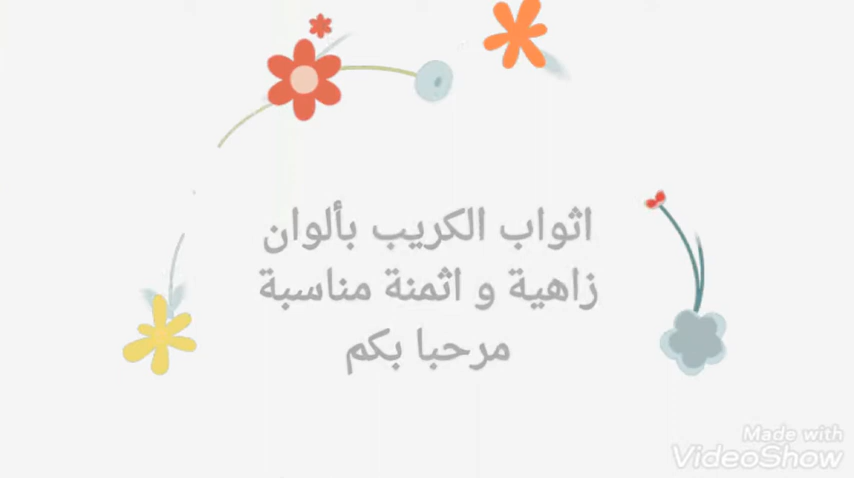 اثواب الكريب بألوان
زاهية و اثمنة مناسبة
مرحبا بكم
Made with
VideoShow